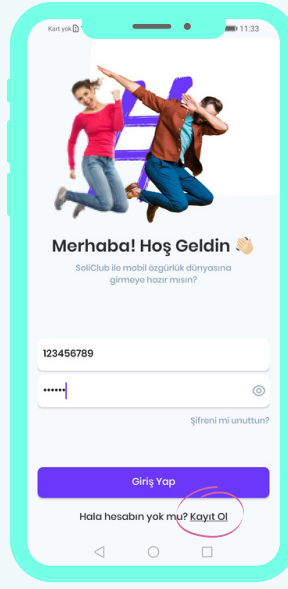 Kart yok
11:33
Merhaba! Hoş Geldin
SoliClub ile mobil özgürlük dünyasına
girmeye hazır mısın?
123456789
••••••
Şifreni mi unuttun?
Giriş Yap
Hala hesabın yok mu? Kayıt Ol